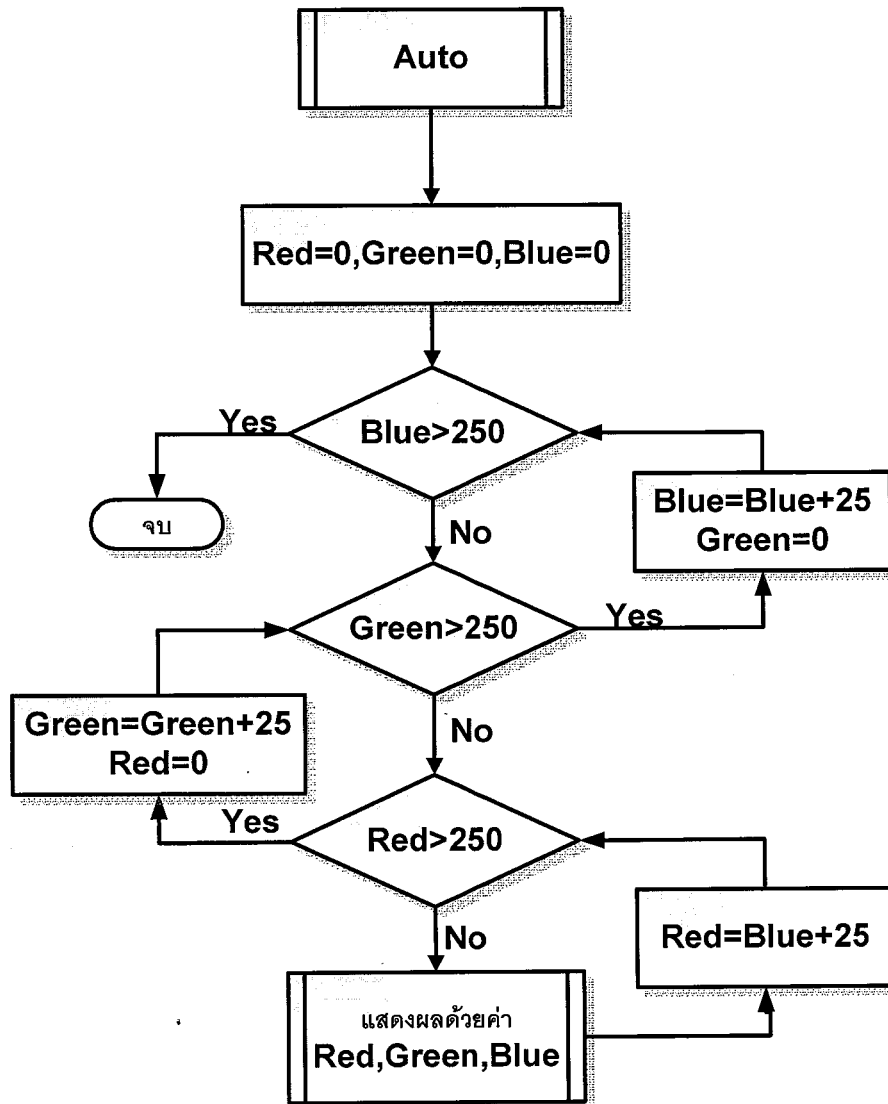 Auto
Red=0,Green=0,Blue=0
Blue>250
Yes
จบ
No
Blue=Blue+25
Green=0
Green>250
Yes
Green=Green+25
Red=0
No
Red>250
Yes
No
Red=Blue+25
แสดงผลด้วยค่า
Red,Green,Blue